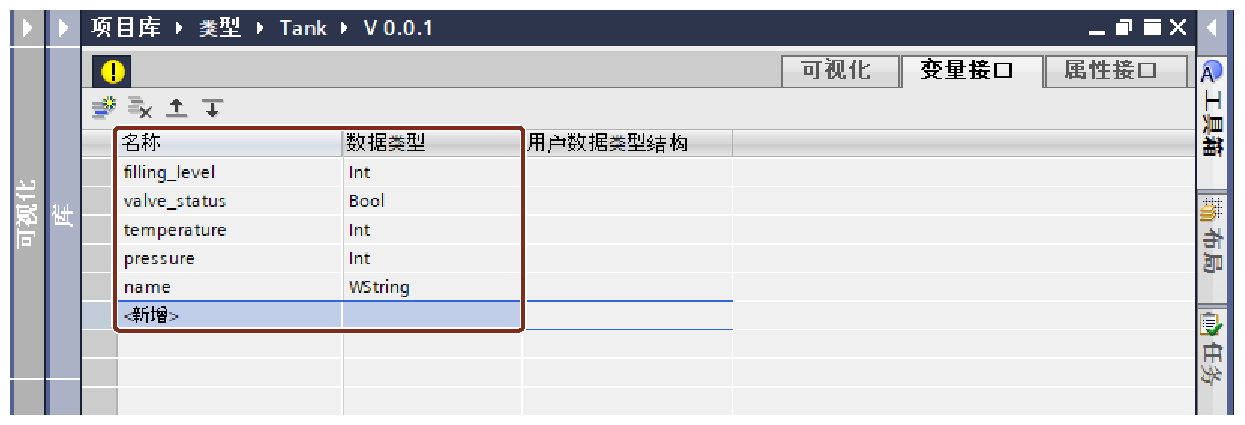 项目库 ▸ 类型 ▸ Tank ▸ V 0.0.1
可视化 变量接口 属性接口
名称 数据类型 用户数据类型结构
filling_level Int
valve_status Bool
temperature Int
pressure Int
name WString
<新增>
可视化
库
工具箱
布局
任务